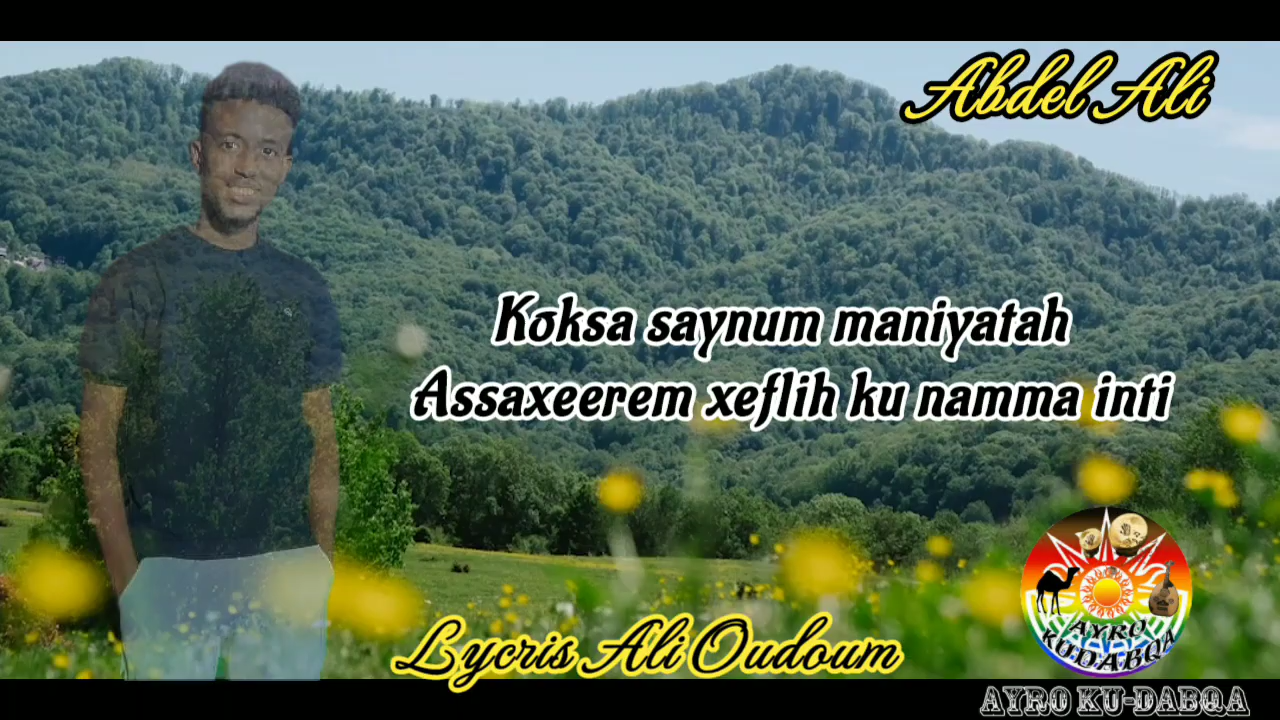 Abdel Ali
Koksa saynum maniyatah
Assaxeerem xeflih ku namma inti
Lycris Ali Oudoum
AYRO
KUDABQA
AYRO KU-DABQA